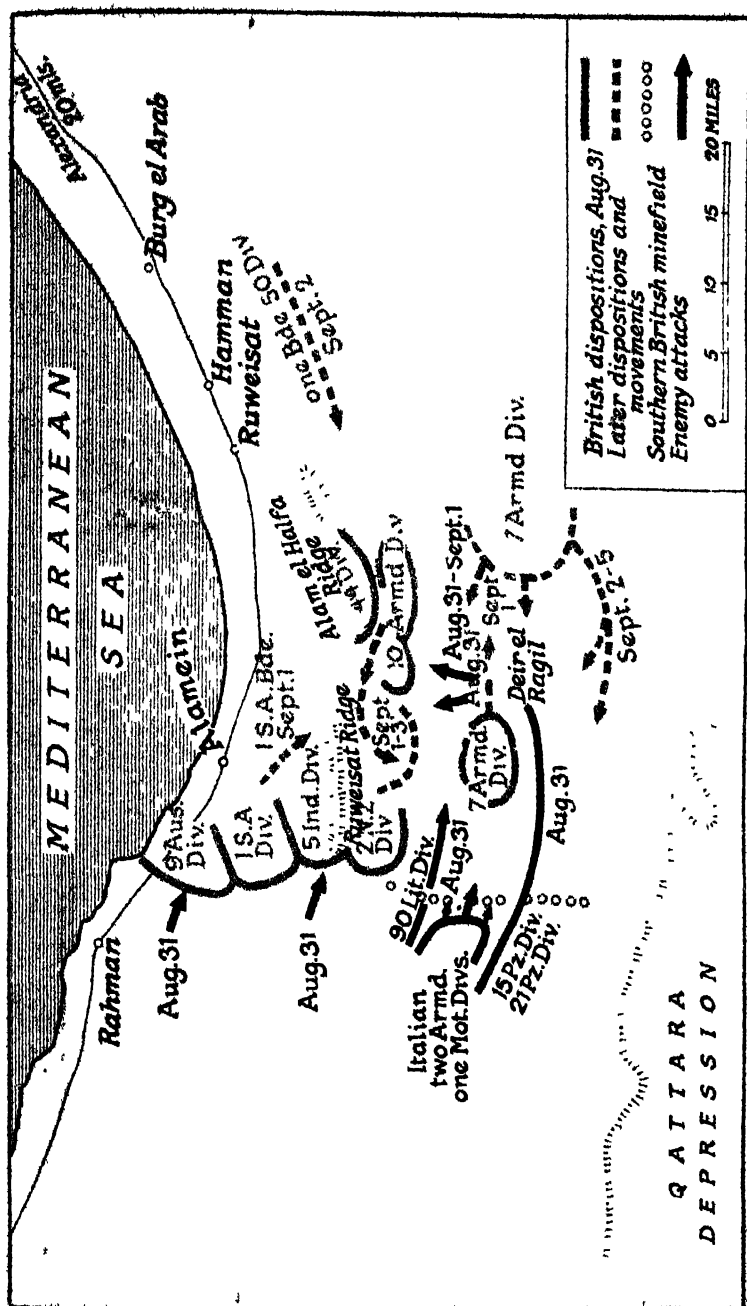 MEDITERRANEAN
SEA
Alexandria
20 mls.
Burg el Arab
Hamman
Ruweisat
Alamein
Rahman
one Bde 50 Div
Sept. 2
Alam el Halfa
Ridge
44 Div.
10 Armd Div
1 S.A. Bde.
Sept. 1
9 Aus.
Div.
1 S.A
Div.
5 Ind. Div.
Ruweisat Ridge
2 N.Z
Div
Sept
1-3
Aug. 31
Aug. 31
90 Lit. Div.
Aug. 31
Italian
two Armd.
one Mot. Divs.
15 Pz. Div.
21 Pz. Div.
Aug. 31
7 Armd
Div.
Aug. 31
Aug. 31-Sept. 1
Sept
1
Deir el
Ragil
7 Armd Div.
Sept. 2-5
QATTARA
DEPRESSION
British dispositions, Aug. 31
Later dispositions and
movements
Southern British minefield
Enemy attacks
0 5 10 15 20 MILES